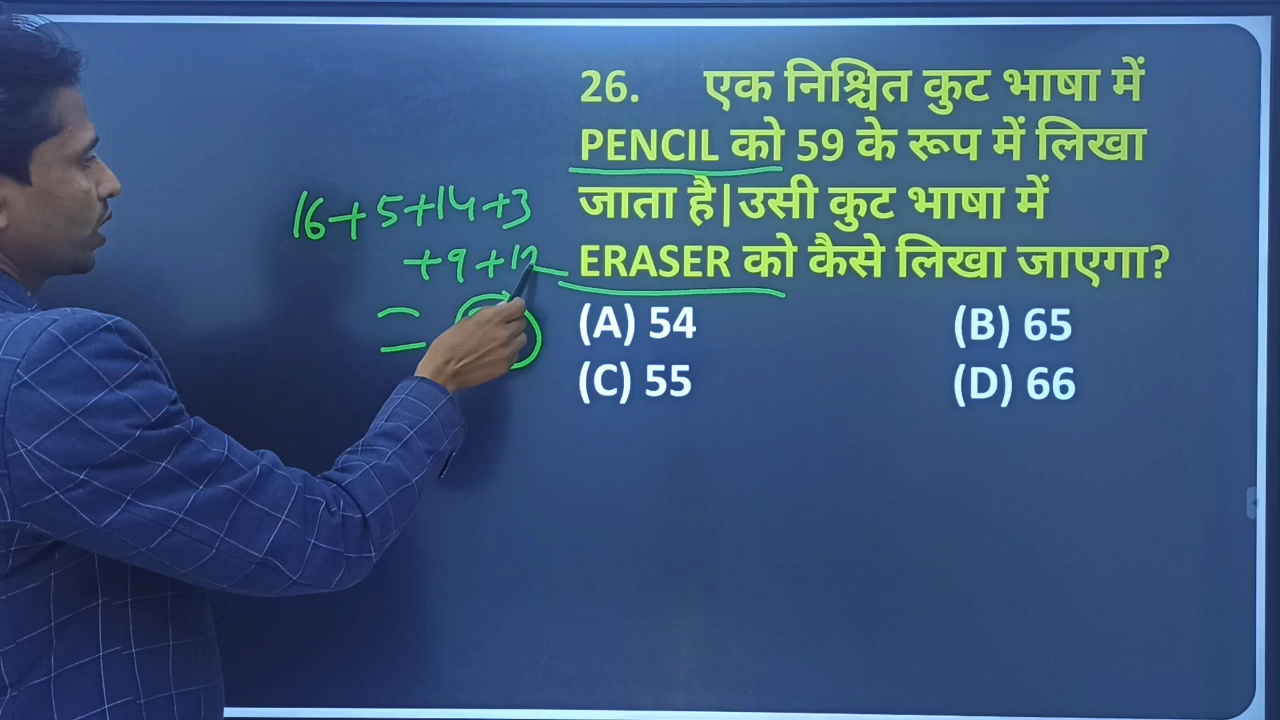 26. एक निश्चित कुट भाषा में
PENCIL को 59 के रूप में लिखा
जाता है|उसी कुट भाषा में
ERASER को कैसे लिखा जाएगा?
(A) 54 (B) 65
(C) 55 (D) 66
16+5+14+3
+9+12
=